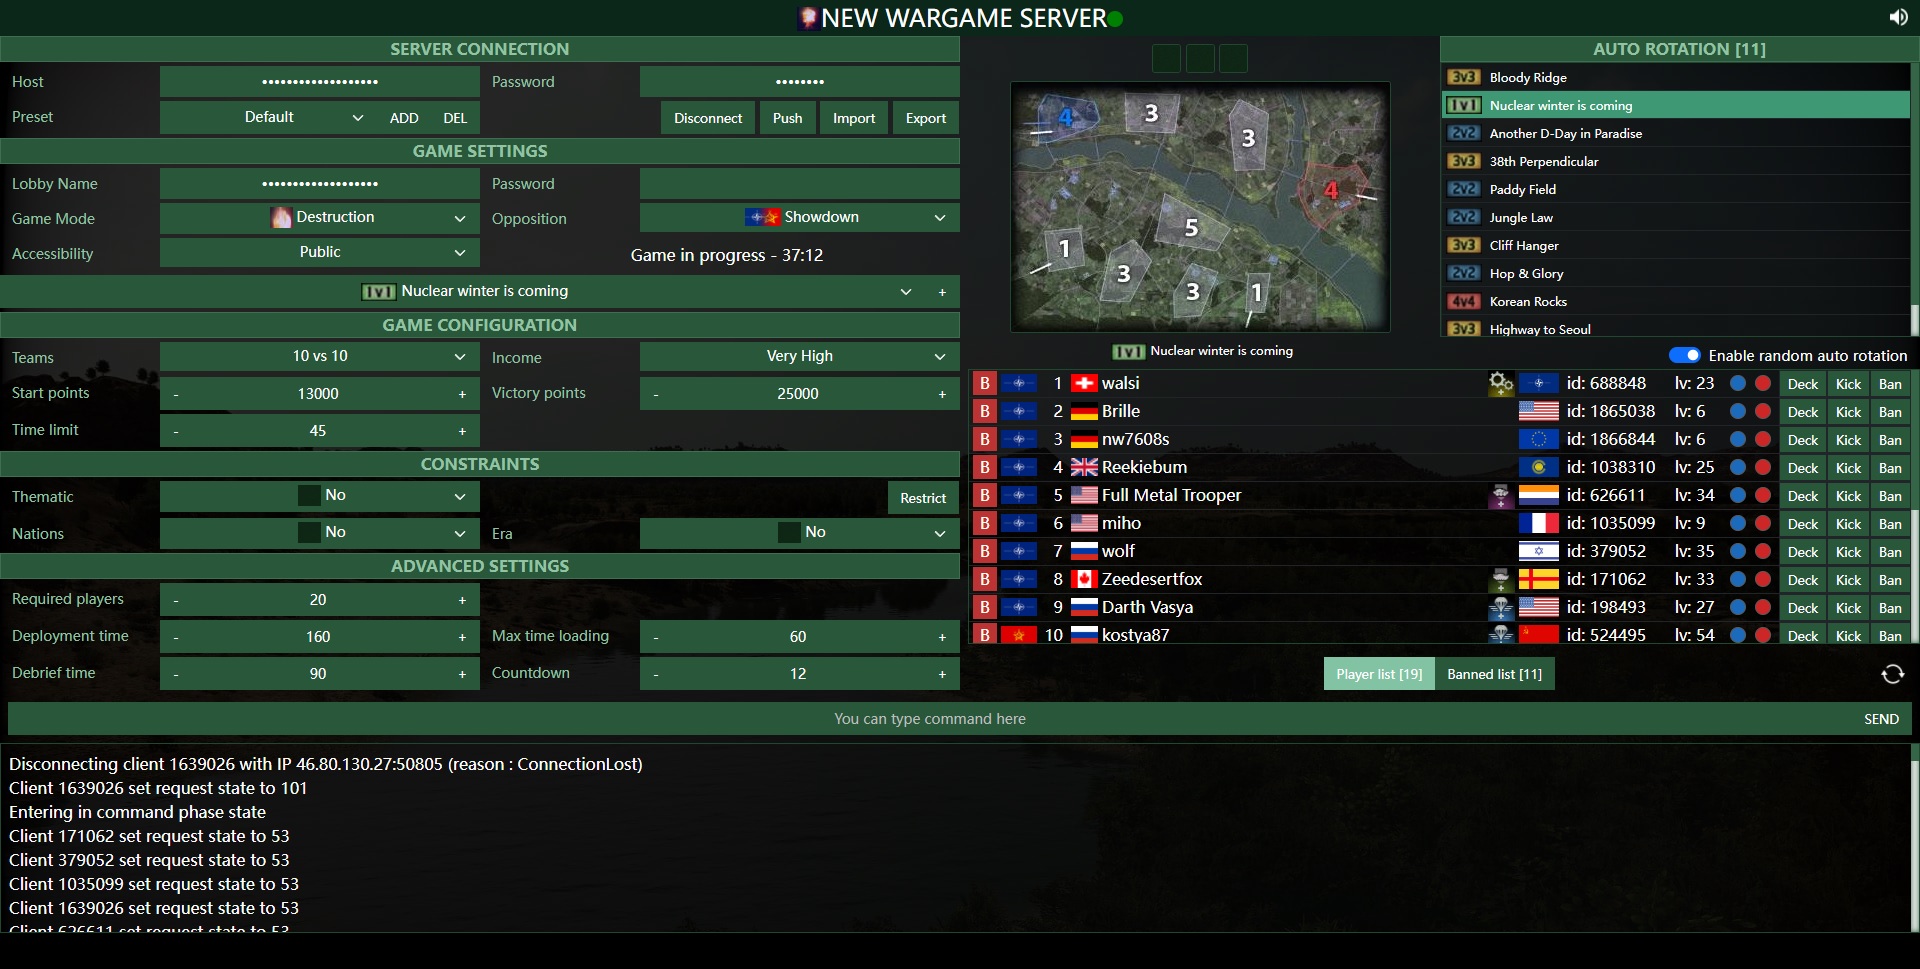 NEW WARGAME SERVER
SERVER CONNECTION
Host
Password
Preset
Default
ADD
DEL
Disconnect
Push
Import
Export
GAME SETTINGS
Lobby Name
Password
Game Mode
Destruction
Opposition
Showdown
Accessibility
Public
Game in progress - 37:12
1v1 Nuclear winter is coming
+
GAME CONFIGURATION
Teams
10 vs 10
Income
Very High
Start points
- 13000 +
Victory points
- 25000 +
Time limit
- 45 +
CONSTRAINTS
Thematic
No
Restrict
Nations
No
Era
No
ADVANCED SETTINGS
Required players
- 20 +
Deployment time
- 160 +
Max time loading
- 60 +
Debrief time
- 90 +
Countdown
- 12 +
4
3
3
4
5
1
3
3
1
1v1 Nuclear winter is coming
AUTO ROTATION [11]
3v3 Bloody Ridge
1v1 Nuclear winter is coming
2v2 Another D-Day in Paradise
3v3 38th Perpendicular
2v2 Paddy Field
2v2 Jungle Law
3v3 Cliff Hanger
2v2 Hop & Glory
4v4 Korean Rocks
3v3 Highway to Seoul
Enable random auto rotation
B 1 walsi id: 688848 lv: 23 Deck Kick Ban
B 2 Brille id: 1865038 lv: 6 Deck Kick Ban
B 3 nw7608s id: 1866844 lv: 6 Deck Kick Ban
B 4 Reekiebum id: 1038310 lv: 25 Deck Kick Ban
B 5 Full Metal Trooper id: 626611 lv: 34 Deck Kick Ban
B 6 miho id: 1035099 lv: 9 Deck Kick Ban
B 7 wolf id: 379052 lv: 35 Deck Kick Ban
B 8 Zeedesertfox id: 171062 lv: 33 Deck Kick Ban
B 9 Darth Vasya id: 198493 lv: 27 Deck Kick Ban
B 10 kostya87 id: 524495 lv: 54 Deck Kick Ban
Player list [19]
Banned list [11]
You can type command here
SEND
Disconnecting client 1639026 with IP 46.80.130.27:50805 (reason : ConnectionLost)
Client 1639026 set request state to 101
Entering in command phase state
Client 171062 set request state to 53
Client 379052 set request state to 53
Client 1035099 set request state to 53
Client 1639026 set request state to 53
Client 626611 set request state to 53